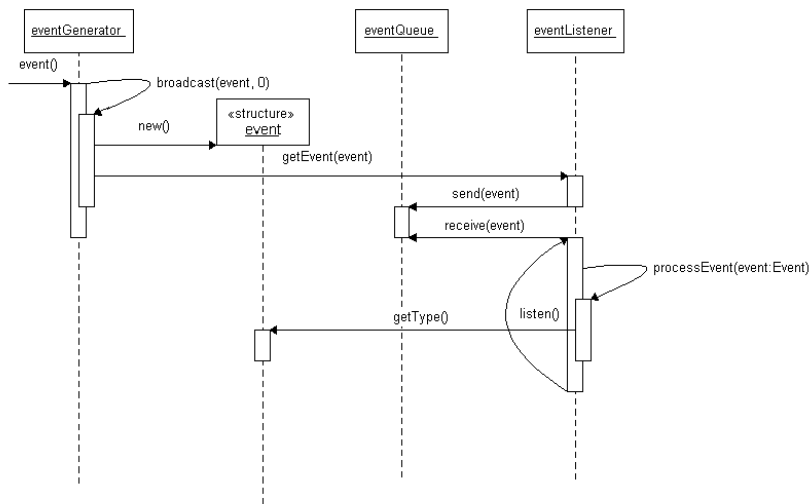 eventGenerator
eventQueue
eventListener
event()
broadcast(event, 0)
«structure»
event
new()
getEvent(event)
send(event)
receive(event)
processEvent(event:Event)
getType()
listen()